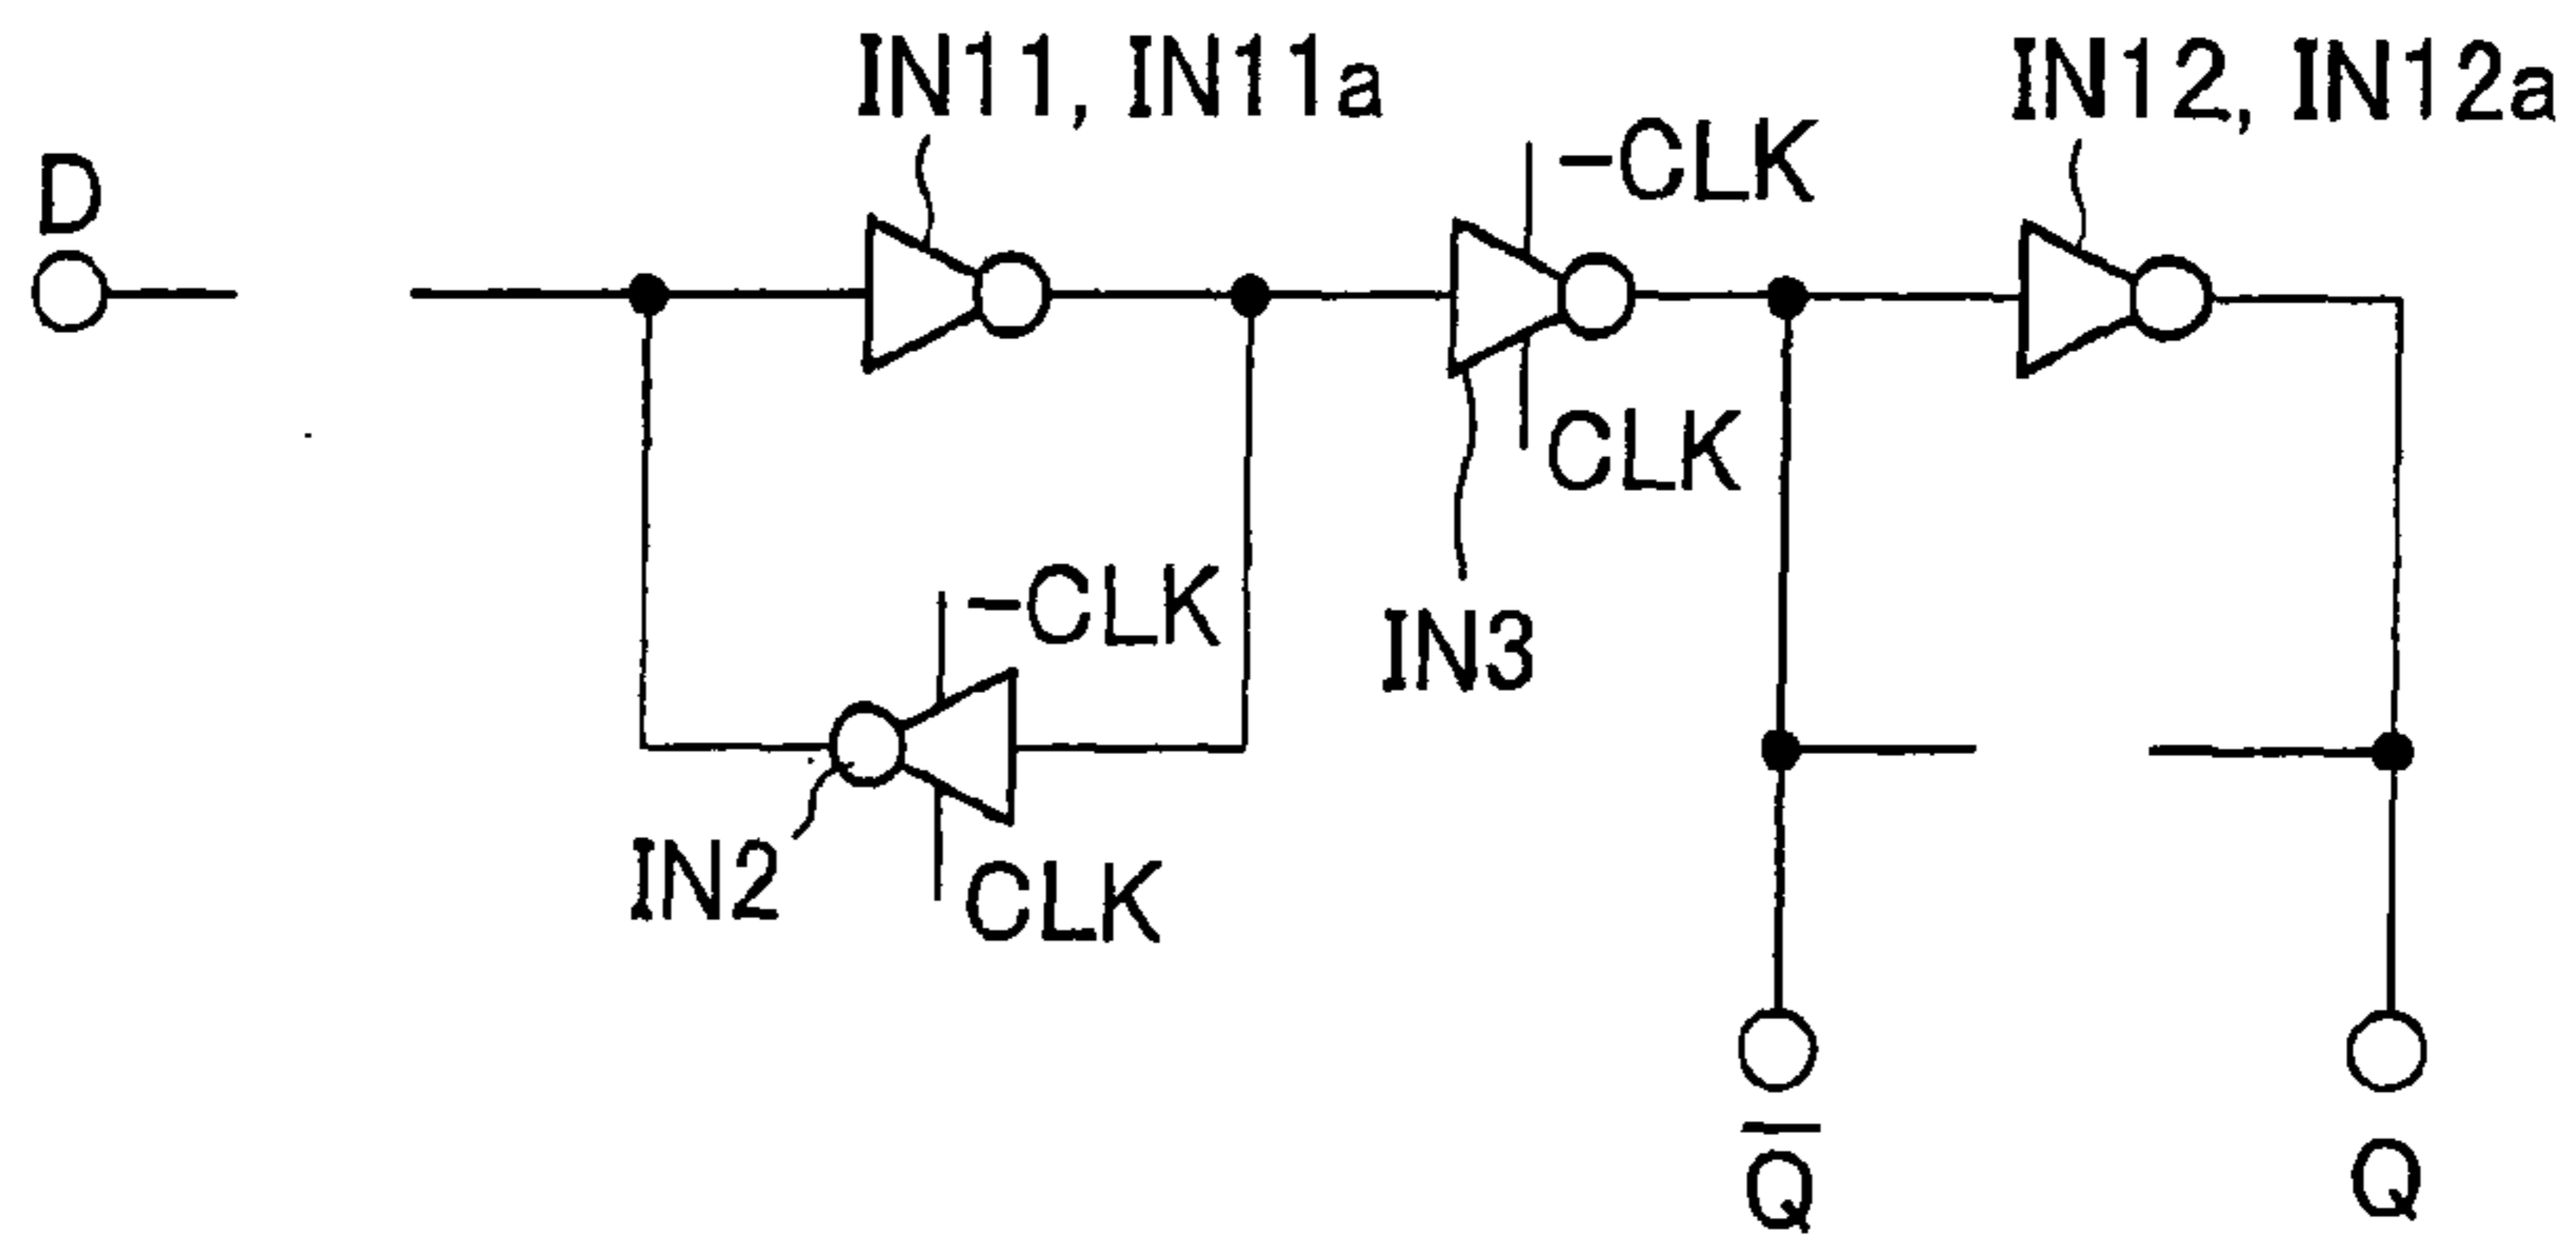 IN11, IN11a
IN12, IN12a
D
-CLK
CLK
-CLK
IN3
IN2
CLK
Q̅
Q